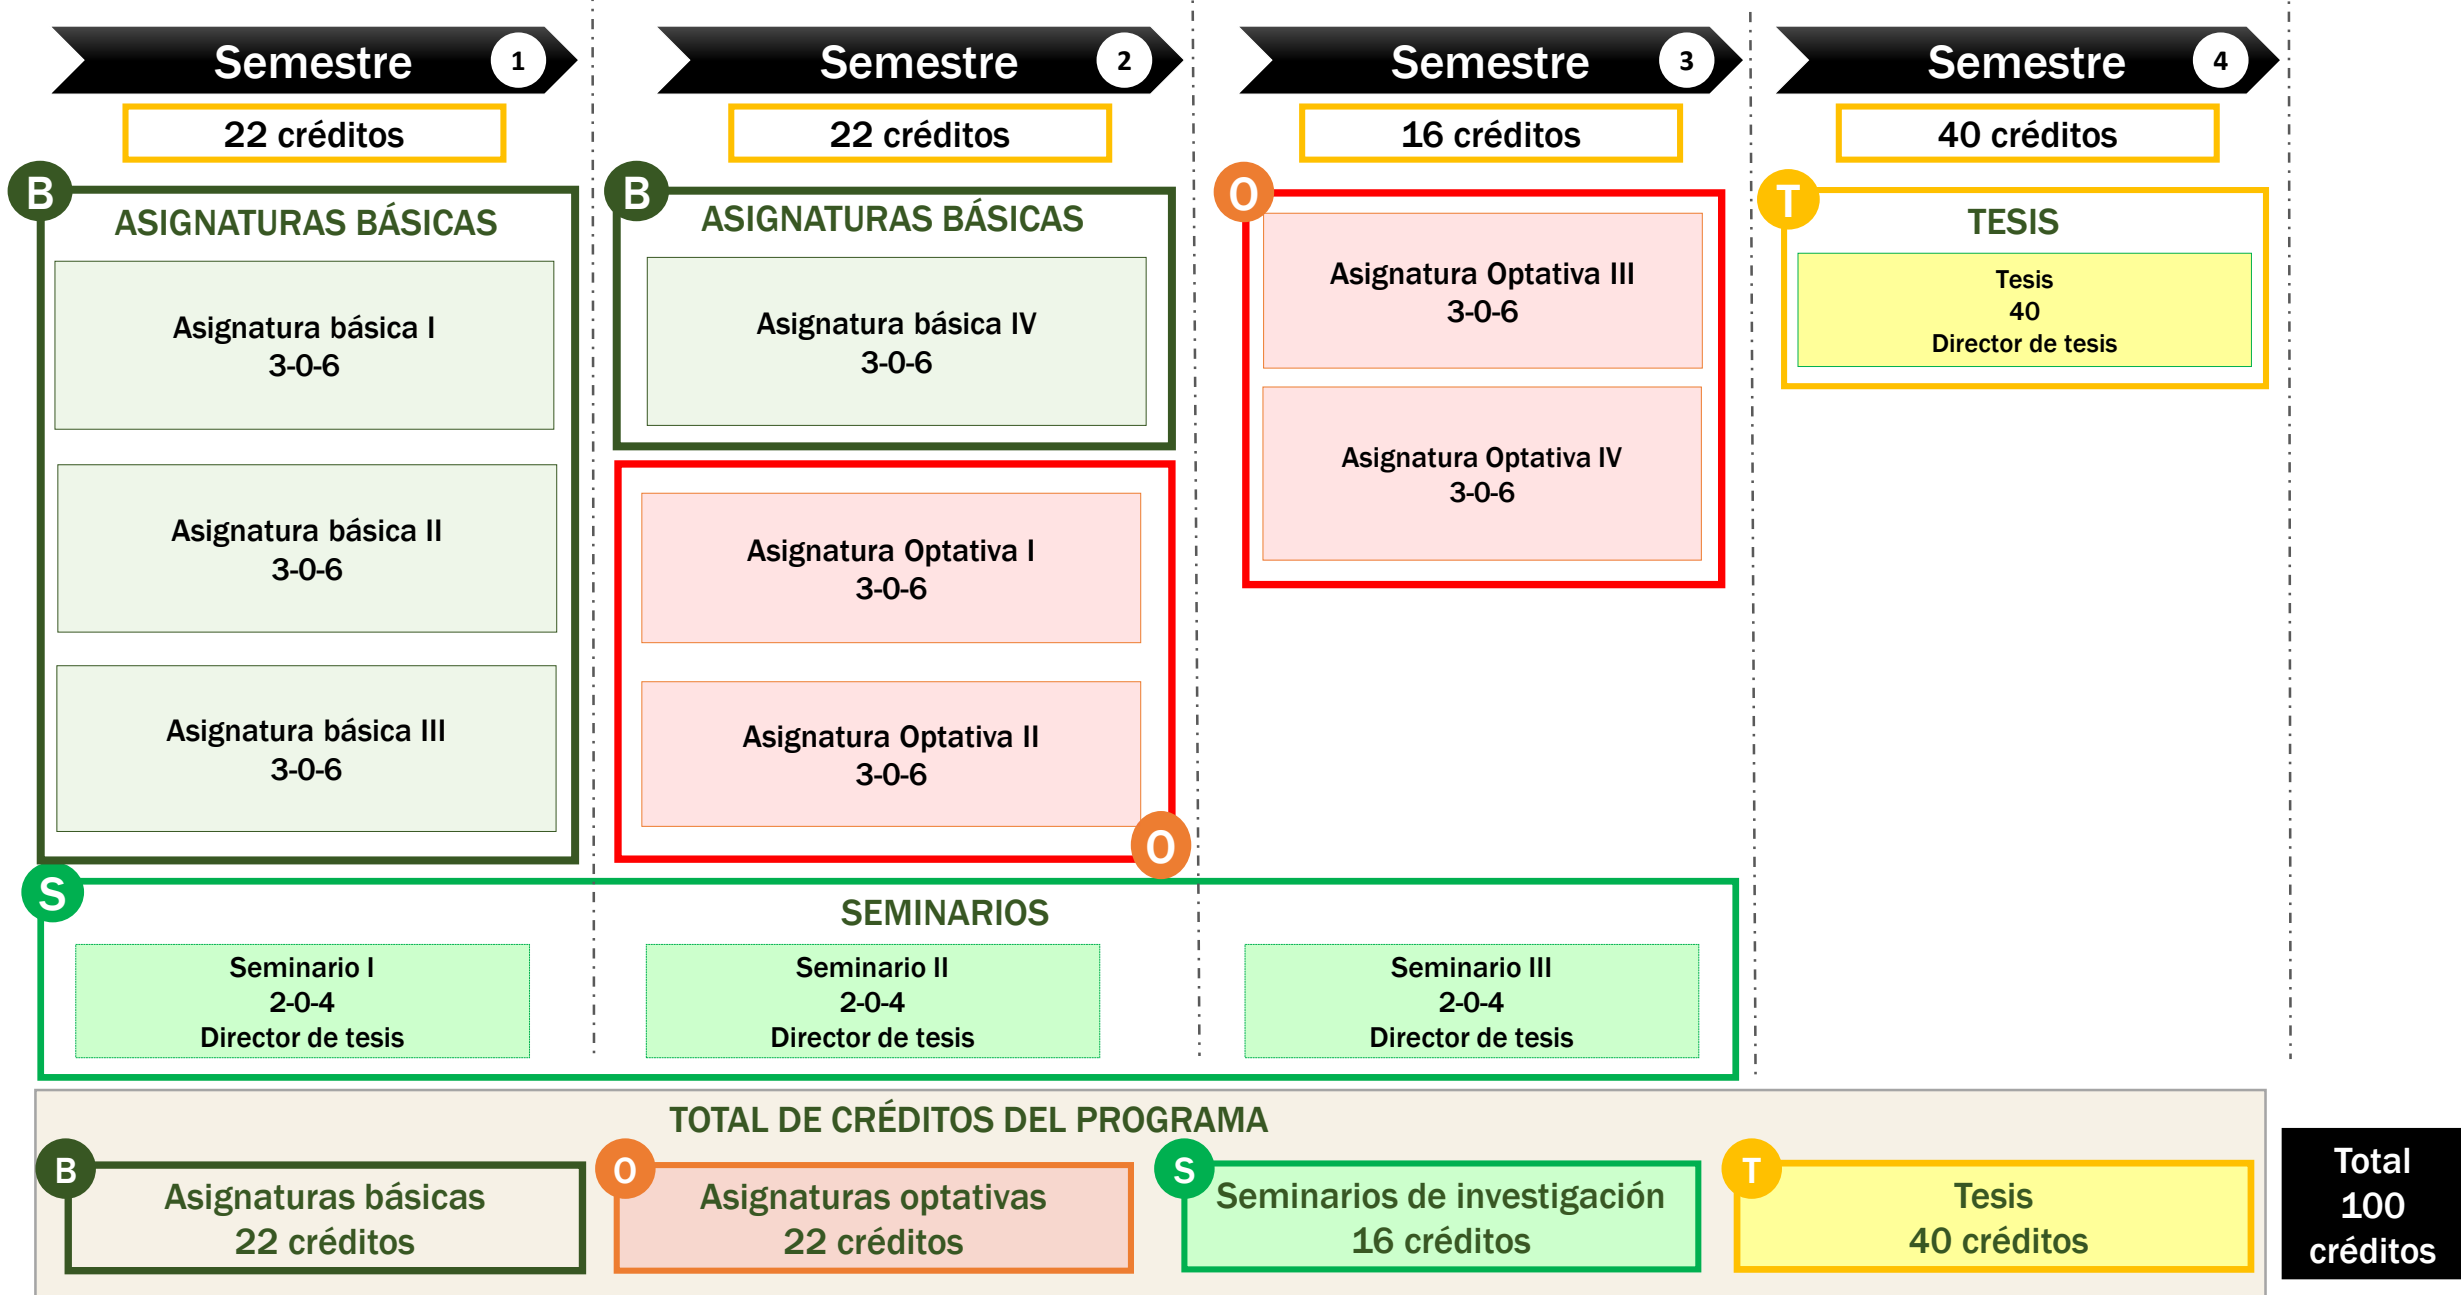 Semestre 1
22 créditos
B
ASIGNATURAS BÁSICAS
Asignatura básica I
3-0-6
Asignatura básica II
3-0-6
Asignatura básica III
3-0-6
Semestre 2
22 créditos
B
ASIGNATURAS BÁSICAS
Asignatura básica IV
3-0-6
Asignatura Optativa I
3-0-6
Asignatura Optativa II
3-0-6
O
Semestre 3
16 créditos
O
Asignatura Optativa III
3-0-6
Asignatura Optativa IV
3-0-6
Semestre 4
40 créditos
T
TESIS
Tesis
40
Director de tesis
S
SEMINARIOS
Seminario I
2-0-4
Director de tesis
Seminario II
2-0-4
Director de tesis
Seminario III
2-0-4
Director de tesis
TOTAL DE CRÉDITOS DEL PROGRAMA
B
Asignaturas básicas
22 créditos
O
Asignaturas optativas
22 créditos
S
Seminarios de investigación
16 créditos
T
Tesis
40 créditos
Total
100
créditos